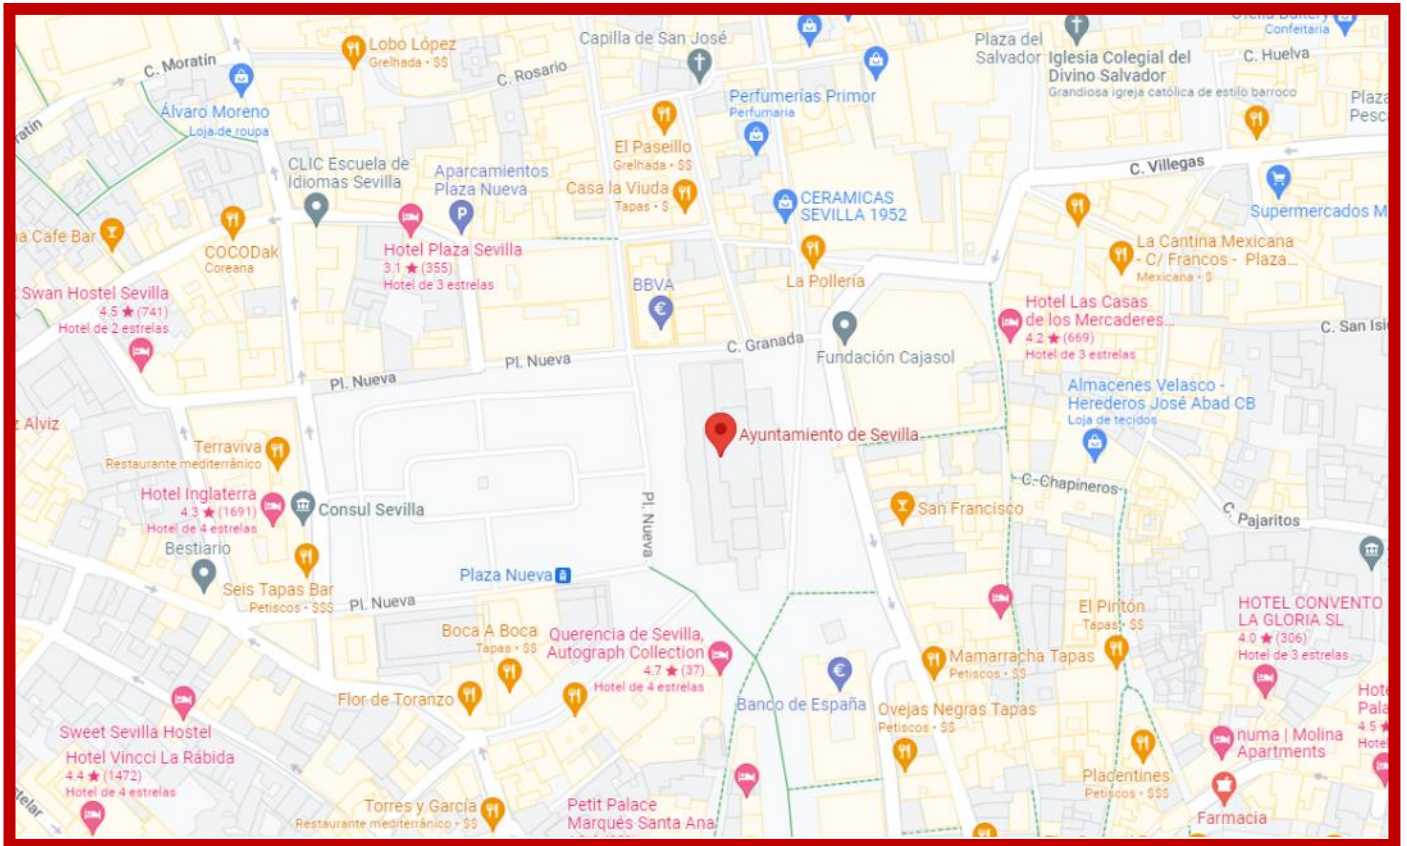 Lobo López
Grelhada • $$
Capilla de San José
Plaza del
Salvador
Iglesia Colegial del
Divino Salvador
Grandiosa igreja católica de estilo barroco
Confeitaria
C. Huelva
C. Moratín
C. Rosario
Álvaro Moreno
Loja de roupa
Perfumerías Primor
Perfumaria
Plaza
Pesc
ratín
El Paseillo
Grelhada • $$
CLIC Escuela de
Idiomas Sevilla
Aparcamientos
Plaza Nueva
Casa la Viuda
Tapas • $
CERAMICAS
SEVILLA 1952
C. Villegas
Supermercados M
a Cafe Bar
COCODak
Coreana
Hotel Plaza Sevilla
3.1 ★ (355)
Hotel de 3 estrelas
La Cantina Mexicana
- C/ Francos - Plaza...
Mexicana • $
La Pollería
BBVA
Swan Hostel Sevilla
4.5 ★ (741)
Hotel de 2 estrelas
Hotel Las Casas
de los Mercaderes...
4.2 ★ (669)
Hotel de 3 estrelas
C. San Isi
C. Granada
Fundación Cajasol
Pl. Nueva
Pl. Nueva
Almacenes Velasco -
Herederos José Abad CB
Loja de tecidos
z Alviz
Ayuntamiento de Sevilla
Terraviva
Restaurante mediterrânico
Hotel Inglaterra
4.3 ★ (1691)
Hotel de 4 estrelas
Consul Sevilla
C. Chapineros
San Francisco
C. Pajaritos
Pl. Nueva
Bestiario
Seis Tapas Bar
Petiscos • $$$
Plaza Nueva
Pl. Nueva
El Pintón
Tapas • $$
HOTEL CONVENTO
LA GLORIA SL
4.0 ★ (306)
Hotel de 3 estrelas
Boca A Boca
Tapas • $$
Querencia de Sevilla,
Autograph Collection
4.7 ★ (37)
Hotel de 4 estrelas
Mamarracha Tapas
Petiscos • $$
Flor de Toranzo
Banco de España
Ovejas Negras Tapas
Petiscos • $$
Hote
Pala
4.5
Hotel
Sweet Sevilla Hostel
Hotel Vincci La Rábida
4.4 ★ (1472)
Hotel de 4 estrelas
numa | Molina
Apartments
Placentines
Petiscos • $$$
telar
Torres y García
Restaurante mediterrânico • $$
Petit Palace
Marqués Santa Ana
Farmacia